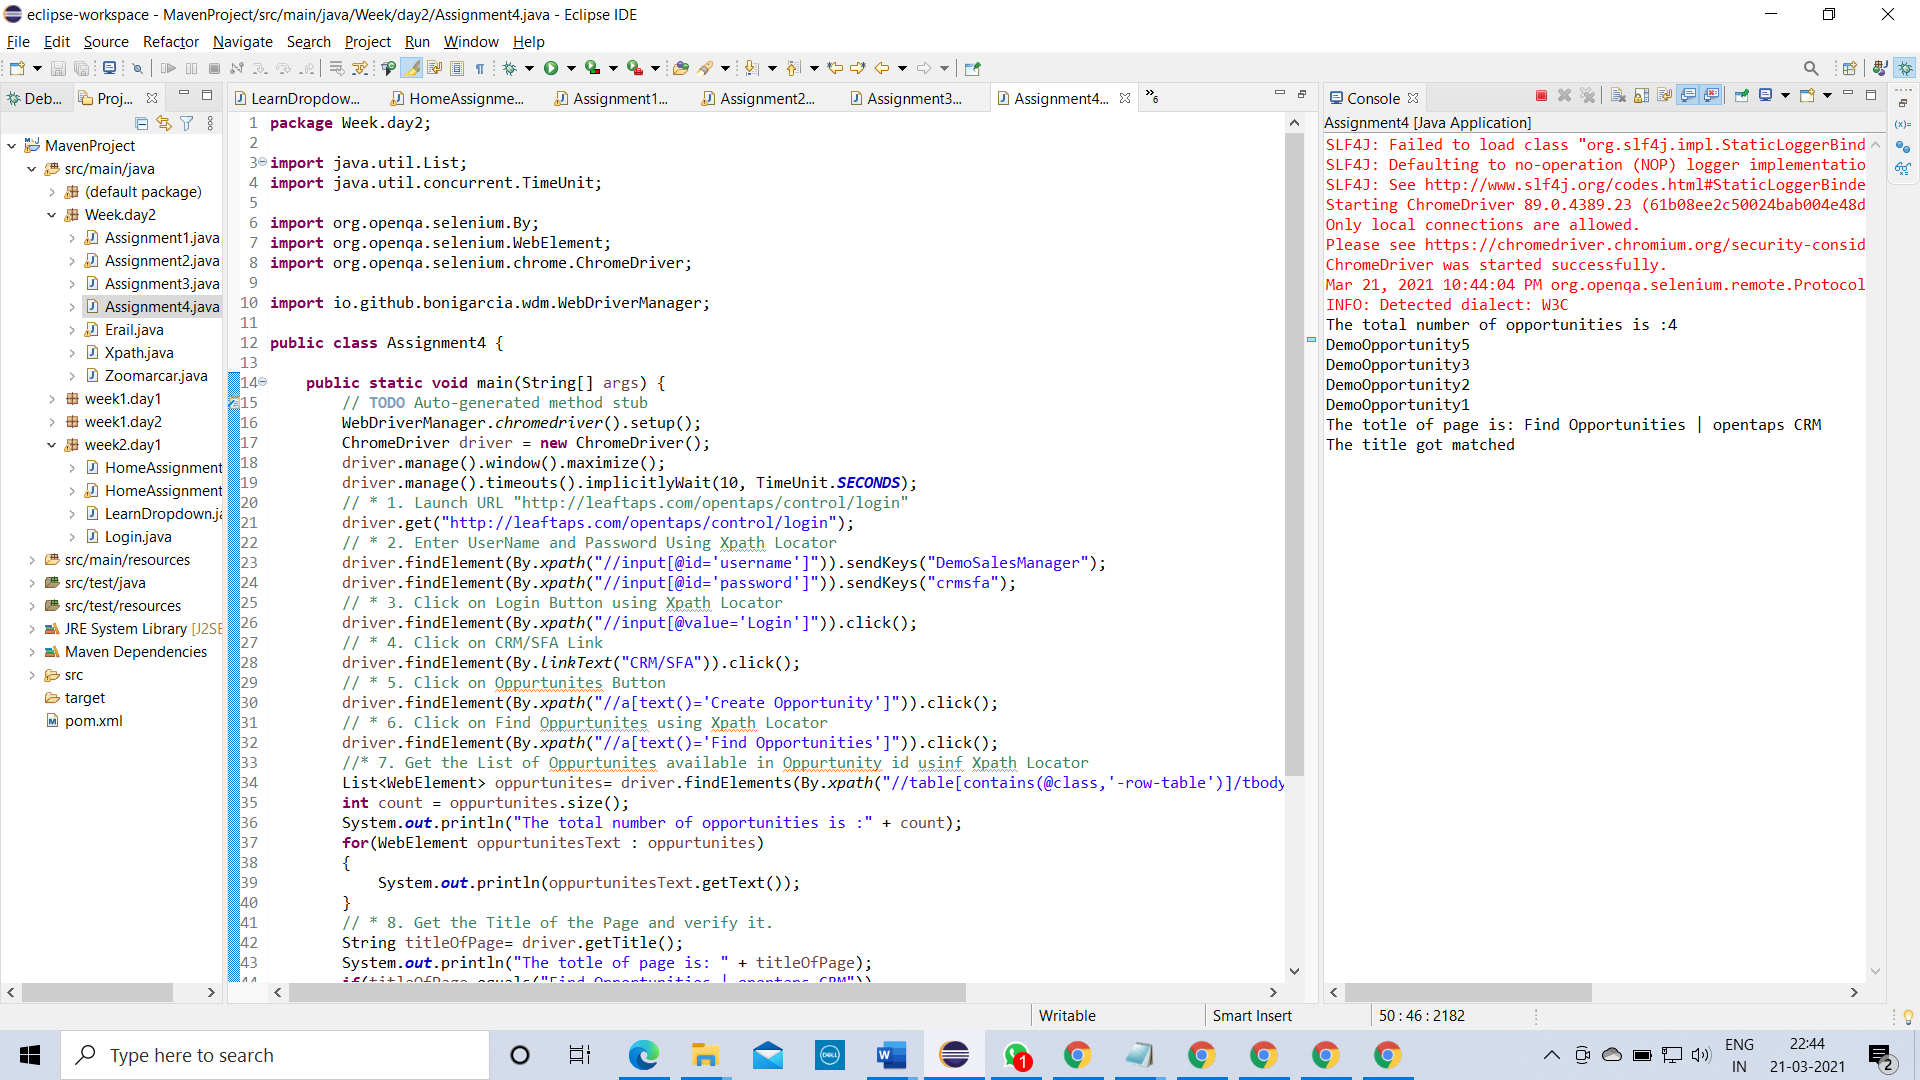 eclipse-workspace - MavenProject/src/main/java/Week/day2/Assignment4.java - Eclipse IDE
File Edit Source Refactor Navigate Search Project Run Window Help
Deb... Proj...
MavenProject
src/main/java
(default package)
Week.day2
Assignment1.java
Assignment2.java
Assignment3.java
Assignment4.java
Erail.java
Xpath.java
Zoomarcar.java
week1.day1
week1.day2
week2.day1
HomeAssignment
HomeAssignment
LearnDropdown.ja
Login.java
src/main/resources
src/test/java
src/test/resources
JRE System Library [J2SE
Maven Dependencies
src
target
pom.xml
LearnDropdow... HomeAssignme... Assignment1... Assignment2... Assignment3... Assignment4... »6
1 package Week.day2;
2
3 import java.util.List;
4 import java.util.concurrent.TimeUnit;
5
6 import org.openqa.selenium.By;
7 import org.openqa.selenium.WebElement;
8 import org.openqa.selenium.chrome.ChromeDriver;
9
10 import io.github.bonigarcia.wdm.WebDriverManager;
11
12 public class Assignment4 {
13
14 public static void main(String[] args) {
15 // TODO Auto-generated method stub
16 WebDriverManager.chromedriver().setup();
17 ChromeDriver driver = new ChromeDriver();
18 driver.manage().window().maximize();
19 driver.manage().timeouts().implicitlyWait(10, TimeUnit.SECONDS);
20 // * 1. Launch URL "http://leaftaps.com/opentaps/control/login"
21 driver.get("http://leaftaps.com/opentaps/control/login");
22 // * 2. Enter UserName and Password Using Xpath Locator
23 driver.findElement(By.xpath("//input[@id='username']")).sendKeys("DemoSalesManager");
24 driver.findElement(By.xpath("//input[@id='password']")).sendKeys("crmsfa");
25 // * 3. Click on Login Button using Xpath Locator
26 driver.findElement(By.xpath("//input[@value='Login']")).click();
27 // * 4. Click on CRM/SFA Link
28 driver.findElement(By.linkText("CRM/SFA")).click();
29 // * 5. Click on Oppurtunites Button
30 driver.findElement(By.xpath("//a[text()='Create Opportunity']")).click();
31 // * 6. Click on Find Oppurtunites using Xpath Locator
32 driver.findElement(By.xpath("//a[text()='Find Opportunities']")).click();
33 //* 7. Get the List of Oppurtunites available in Oppurtunity id usinf Xpath Locator
34 List<WebElement> oppurtunites= driver.findElements(By.xpath("//table[contains(@class,'-row-table')]/tbody
35 int count = oppurtunites.size();
36 System.out.println("The total number of opportunities is :" + count);
37 for(WebElement oppurtunitesText : oppurtunites)
38 {
39 System.out.println(oppurtunitesText.getText());
40 }
41 // * 8. Get the Title of the Page and verify it.
42 String titleOfPage= driver.getTitle();
43 System.out.println("The totle of page is: " + titleOfPage);
44 if(titleOfPage.equals("Find Opportunities | opentaps CRM"))
Console
Assignment4 [Java Application]
SLF4J: Failed to load class "org.slf4j.impl.StaticLoggerBind
SLF4J: Defaulting to no-operation (NOP) logger implementatio
SLF4J: See http://www.slf4j.org/codes.html#StaticLoggerBinde
Starting ChromeDriver 89.0.4389.23 (61b08ee2c50024bab004e48d
Only local connections are allowed.
Please see https://chromedriver.chromium.org/security-consid
ChromeDriver was started successfully.
Mar 21, 2021 10:44:04 PM org.openqa.selenium.remote.Protocol
INFO: Detected dialect: W3C
The total number of opportunities is :4
DemoOpportunity5
DemoOpportunity3
DemoOpportunity2
DemoOpportunity1
The totle of page is: Find Opportunities | opentaps CRM
The title got matched
Writable Smart Insert 50 : 46 : 2182
Type here to search
DELL
W
1
ENG
IN
22:44
21-03-2021
2